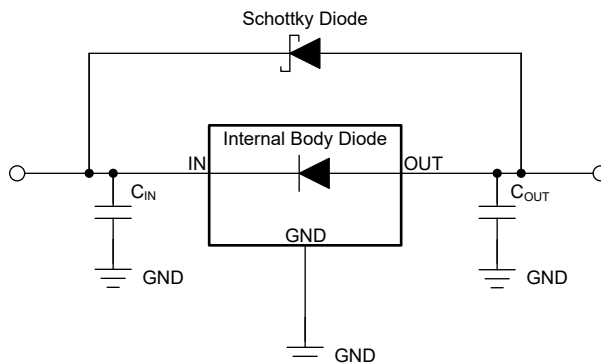 Schottky Diode
Internal Body Diode
IN
OUT
CIN
COUT
GND
GND
GND
GND